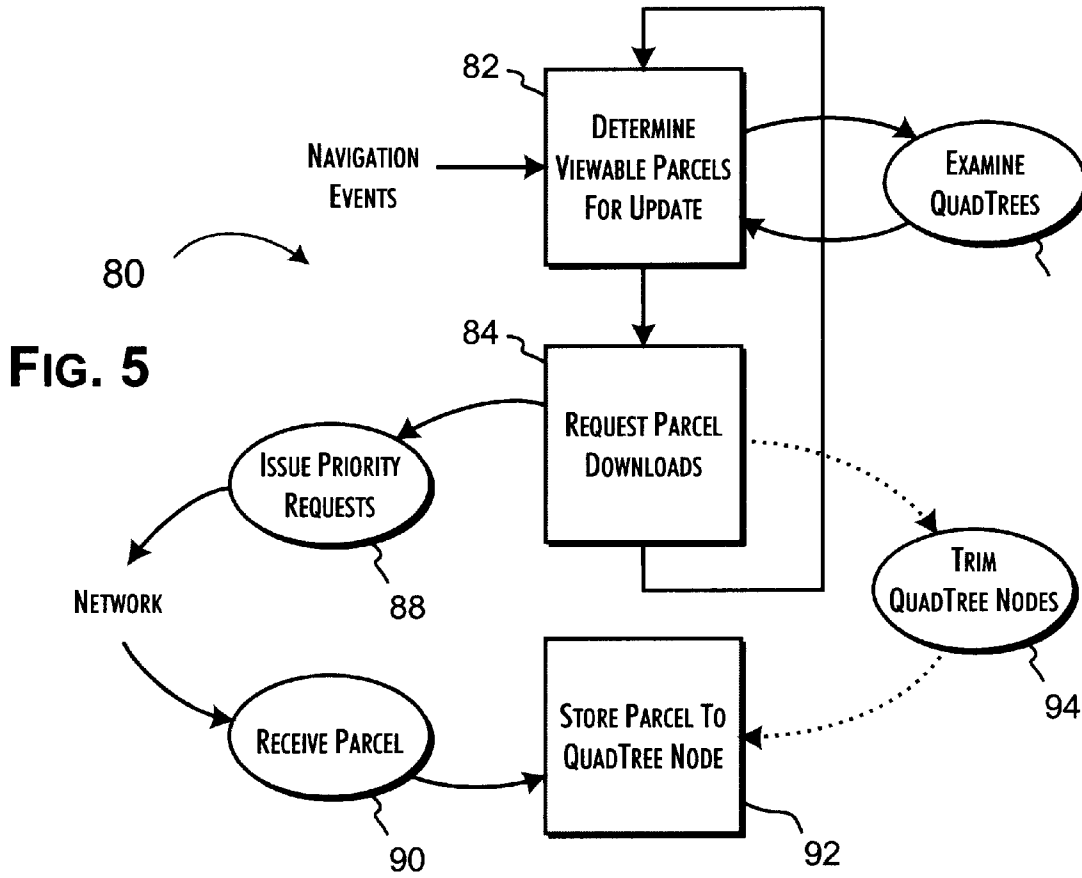 82
DETERMINE
VIEWABLE PARCELS
FOR UPDATE
NAVIGATION
EVENTS
EXAMINE
QUADTREES
80
FIG. 5
84
REQUEST PARCEL
DOWNLOADS
ISSUE PRIORITY
REQUESTS
88
TRIM
QUADTREE NODES
94
NETWORK
RECEIVE PARCEL
90
STORE PARCEL TO
QUADTREE NODE
92